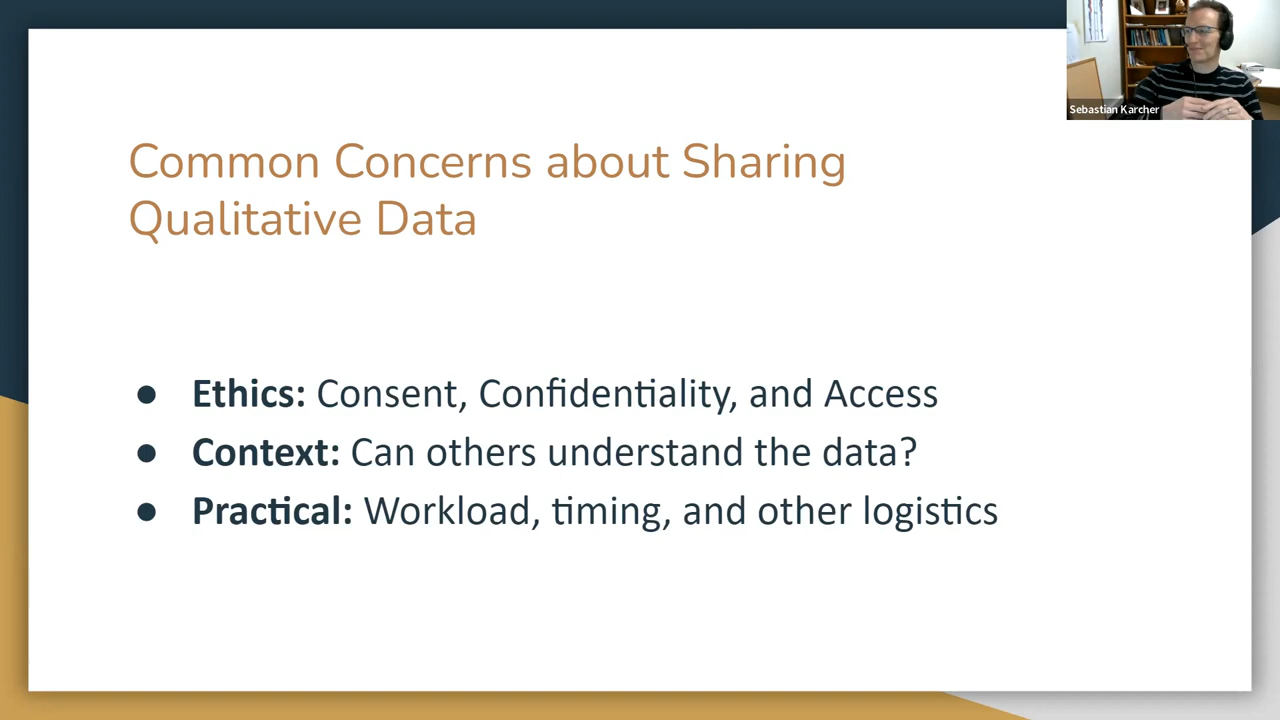 Sebastian Karcher
Common Concerns about Sharing
Qualitative Data
● Ethics: Consent, Confidentiality, and Access
● Context: Can others understand the data?
● Practical: Workload, timing, and other logistics